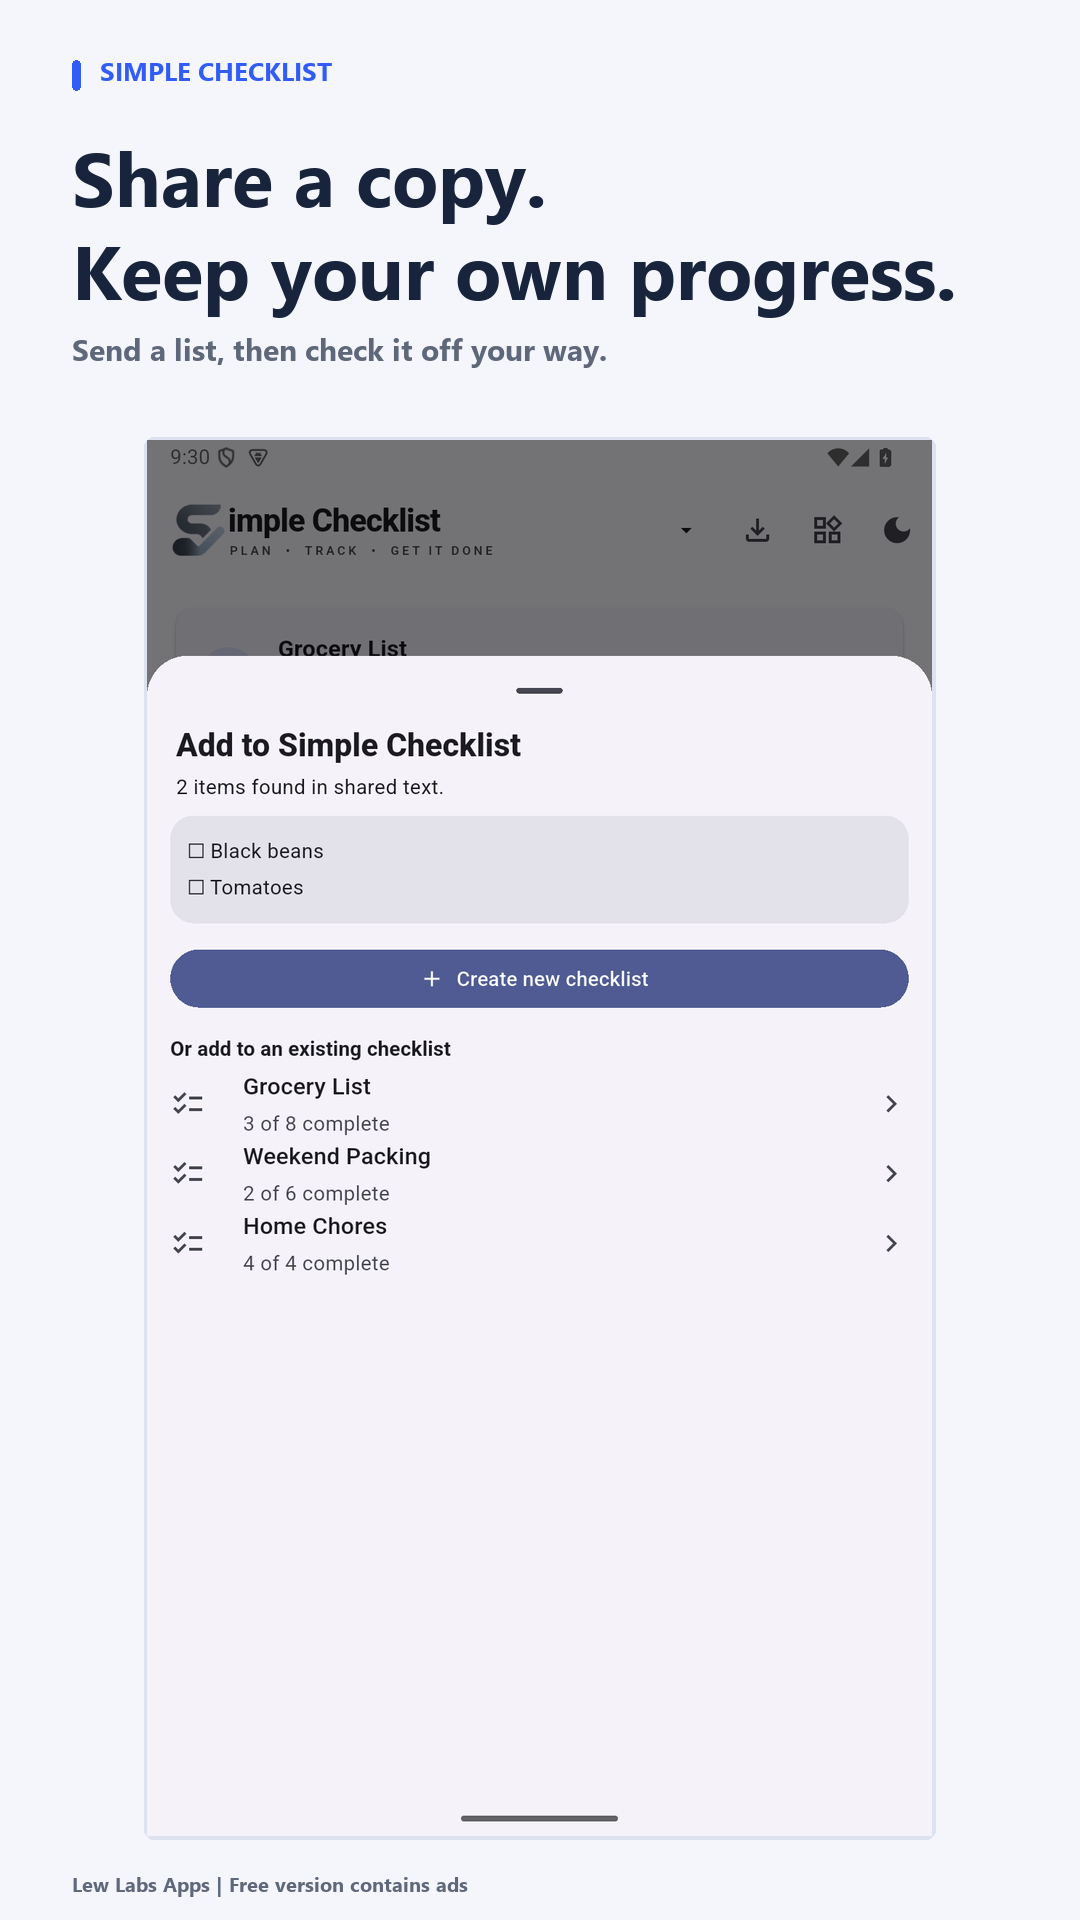 SIMPLE CHECKLIST
Share a copy.
Keep your own progress.
Send a list, then check it off your way.
9:30
Simple Checklist
PLAN • TRACK • GET IT DONE
Grocery List
Add to Simple Checklist
2 items found in shared text.
☐ Black beans
☐ Tomatoes
+ Create new checklist
Or add to an existing checklist
Grocery List
3 of 8 complete
Weekend Packing
2 of 6 complete
Home Chores
4 of 4 complete
Lew Labs Apps | Free version contains ads